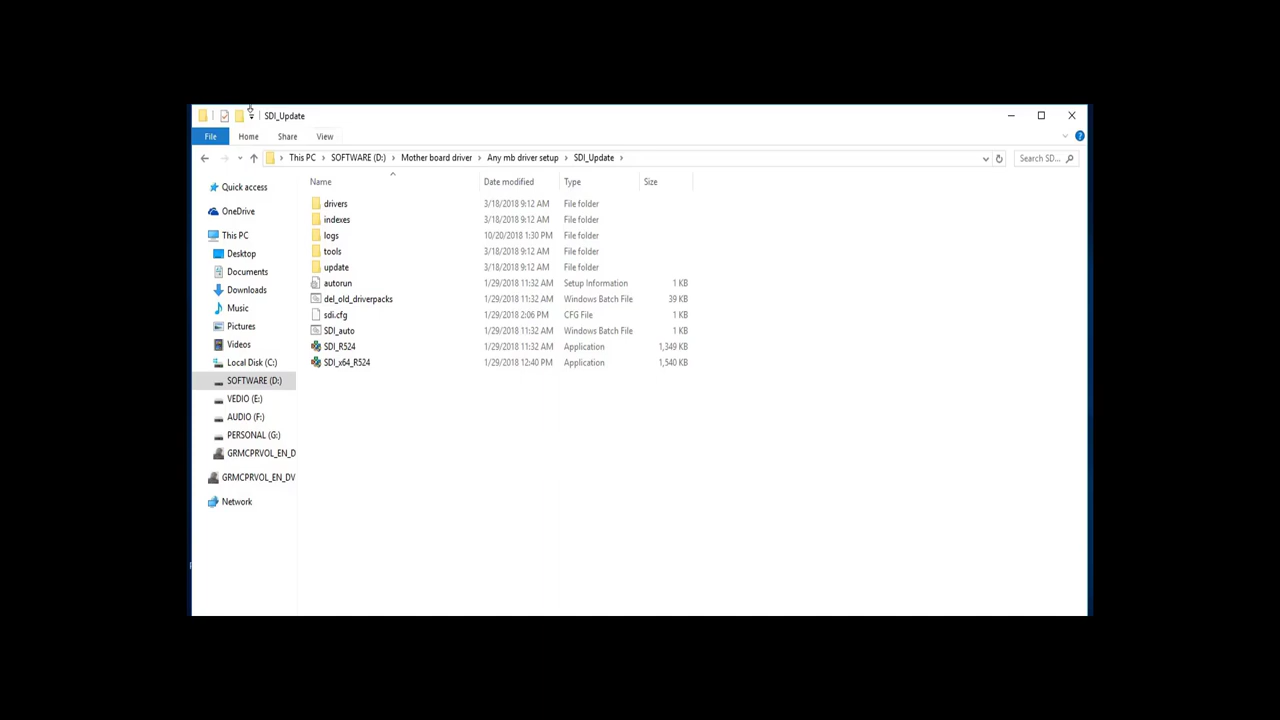 SDI_Update
File Home Share View
This PC SOFTWARE (D:) Mother board driver Any mb driver setup SDI_Update Search SD...
Name Date modified Type Size
Quick access
OneDrive
This PC
Desktop
Documents
Downloads
Music
Pictures
Videos
Local Disk (C:)
SOFTWARE (D:)
VEDIO (E:)
AUDIO (F:)
PERSONAL (G:)
GRMCPRVOL_EN_D
GRMCPRVOL_EN_DV
Network
drivers 3/18/2018 9:12 AM File folder
indexes 3/18/2018 9:12 AM File folder
logs 10/20/2018 1:30 PM File folder
tools 3/18/2018 9:12 AM File folder
update 3/18/2018 9:12 AM File folder
autorun 1/29/2018 11:32 AM Setup Information 1 KB
del_old_driverpacks 1/29/2018 11:32 AM Windows Batch File 39 KB
sdi.cfg 1/29/2018 2:06 PM CFG File 1 KB
SDI_auto 1/29/2018 11:32 AM Windows Batch File 1 KB
SDI_R524 1/29/2018 11:32 AM Application 1,349 KB
SDI_x64_R524 1/29/2018 12:40 PM Application 1,540 KB